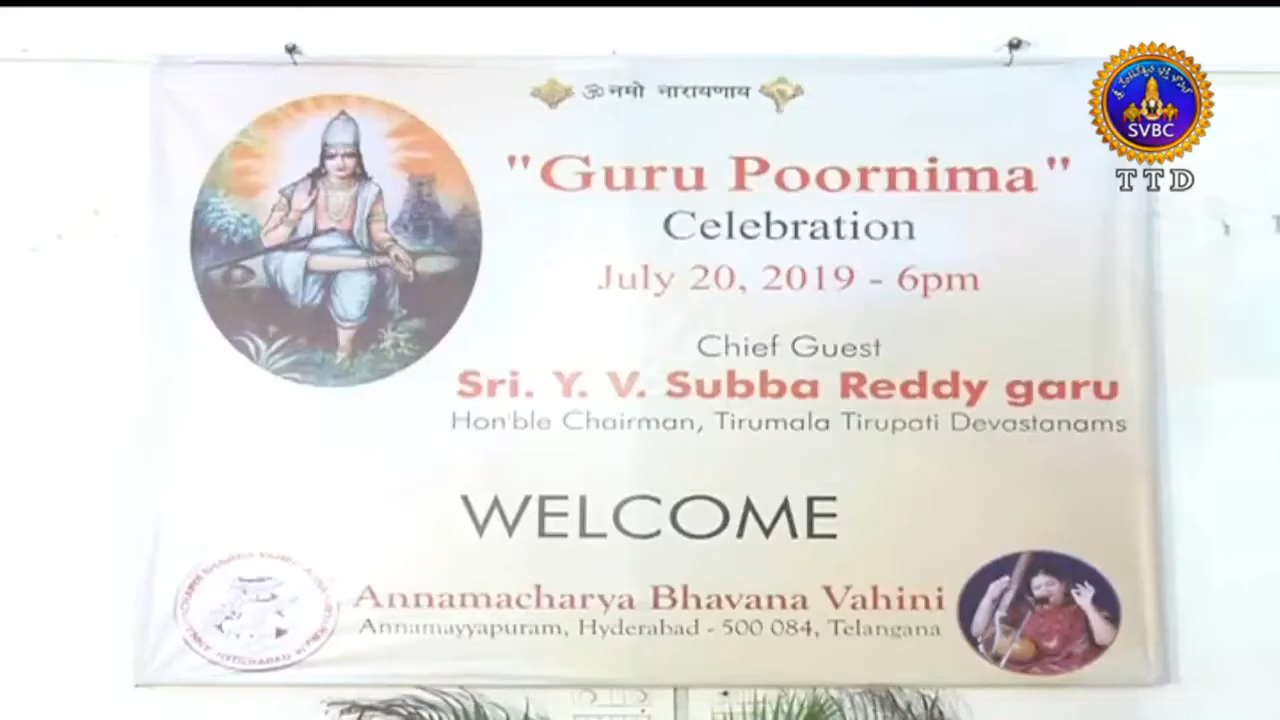 ॐ नमो नारायणाय
"Guru Poornima"
Celebration
July 20, 2019 - 6pm
Chief Guest
Sri. Y. V. Subba Reddy garu
Hon'ble Chairman, Tirumala Tirupati Devastanams
WELCOME
Annamacharya Bhavana Vahini
Annamayyapuram, Hyderabad - 500 084, Telangana
SVBC
TTD